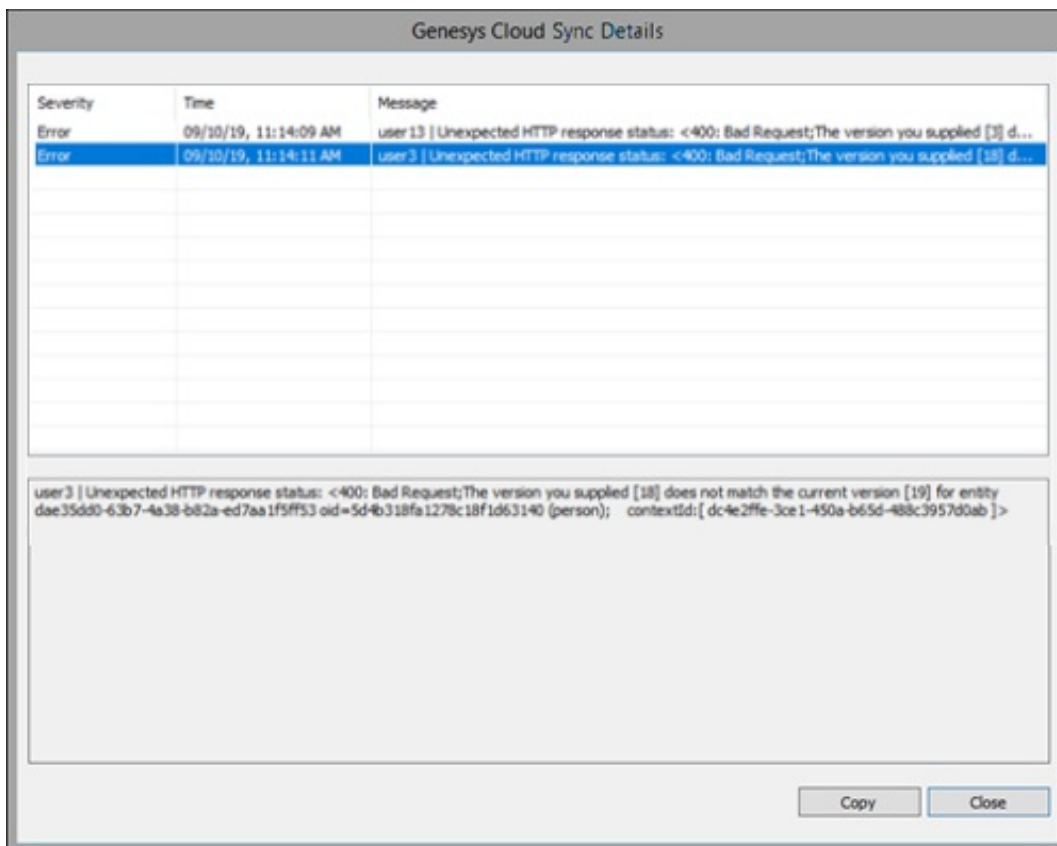 Genesys Cloud Sync Details
Severity Time Message
Error 09/10/19, 11:14:09 AM user13 | Unexpected HTTP response status: <400: Bad Request;The version you supplied [3] d...
Error 09/10/19, 11:14:11 AM user3 | Unexpected HTTP response status: <400: Bad Request;The version you supplied [18] d...
user3 | Unexpected HTTP response status: <400: Bad Request;The version you supplied [18] does not match the current version [19] for entity
dae35dd0-63b7-4a38-b82a-ed7aa1f5ff53 oid=5d4b318fa1278c18f1d63140 (person); contextId:[ dc4e2ffe-3ce1-450a-b65d-488c3957d0ab ]>
Copy Close